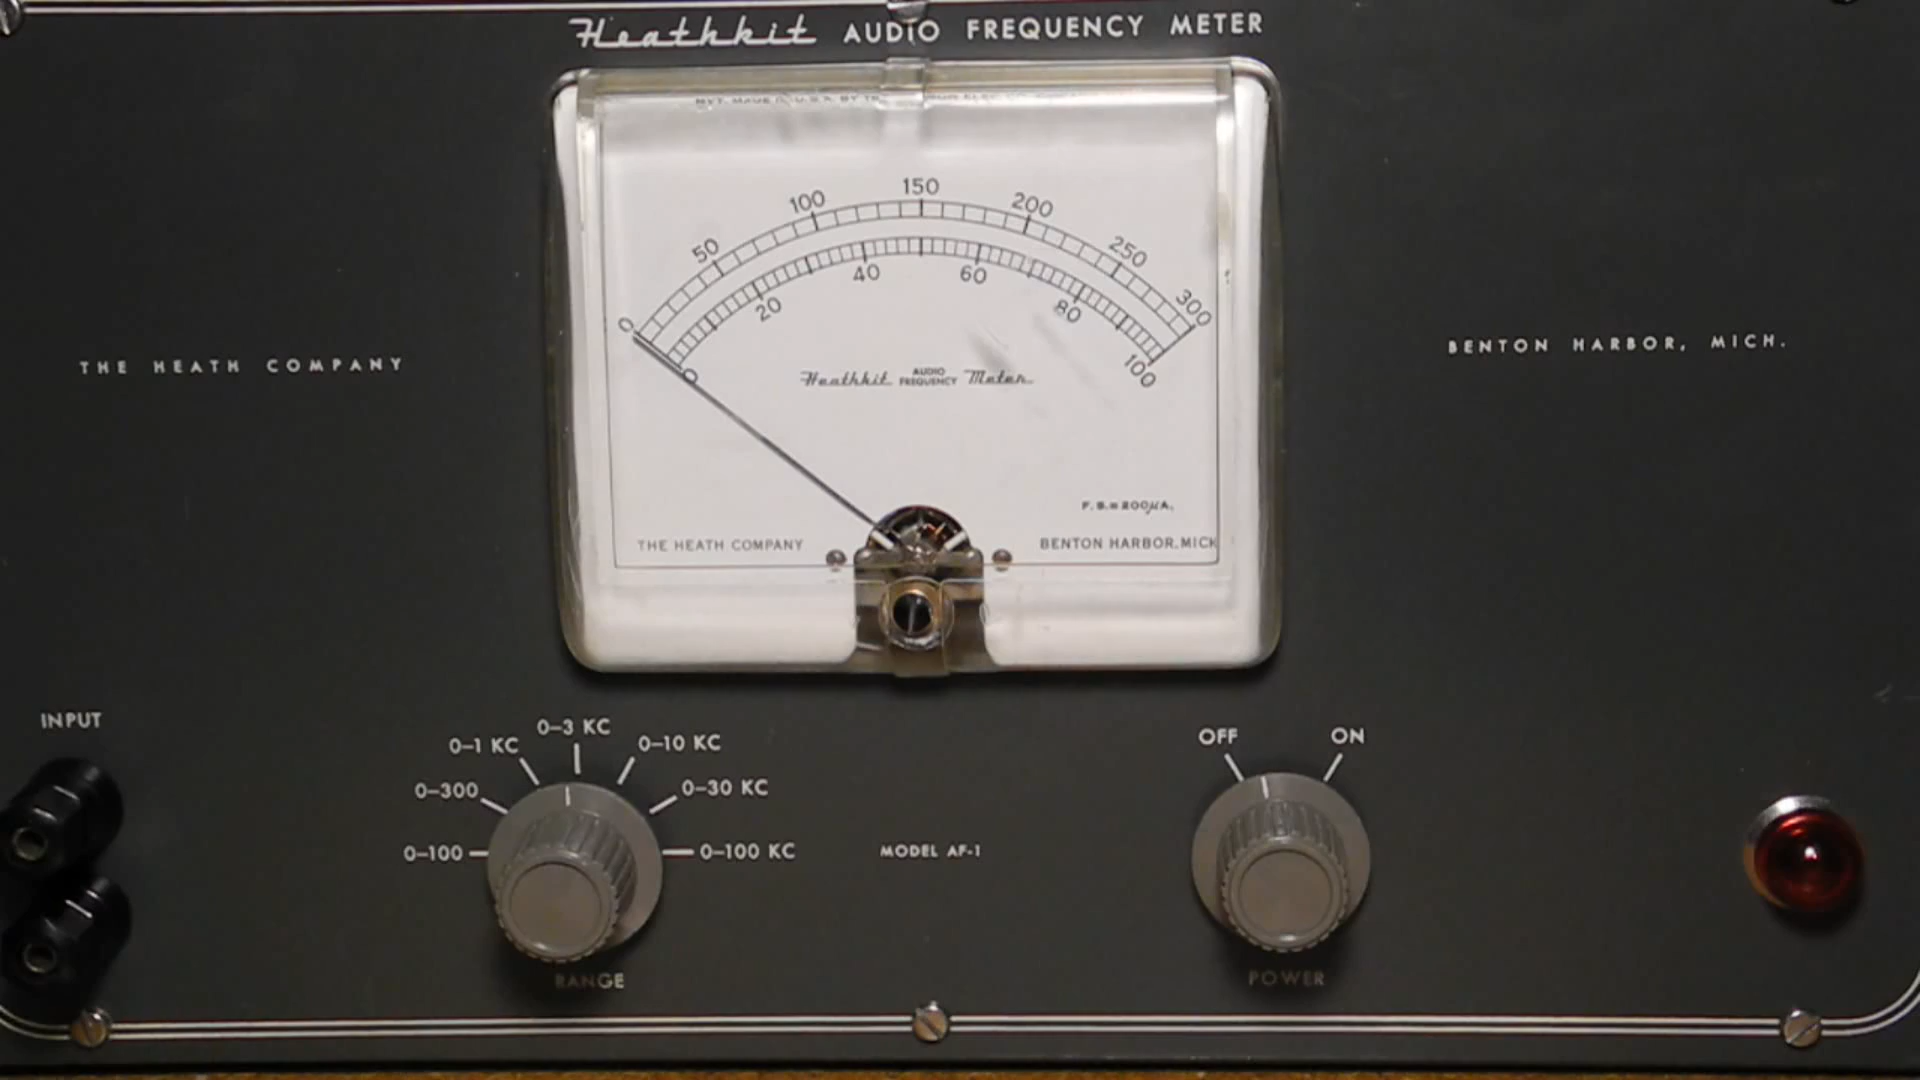 Heathkit AUDIO FREQUENCY METER
150
100 200
50 250
0 300
40 60
20 80
0 100
Heathkit AUDIO FREQUENCY Meter
THE HEATH COMPANY
BENTON HARBOR, MICH.
F.S.=200μA.
THE HEATH COMPANY
BENTON HARBOR.MICH
INPUT
0-3 KC
0-1 KC 0-10 KC
0-300 0-30 KC
0-100 0-100 KC
RANGE
MODEL AF-1
OFF ON
POWER